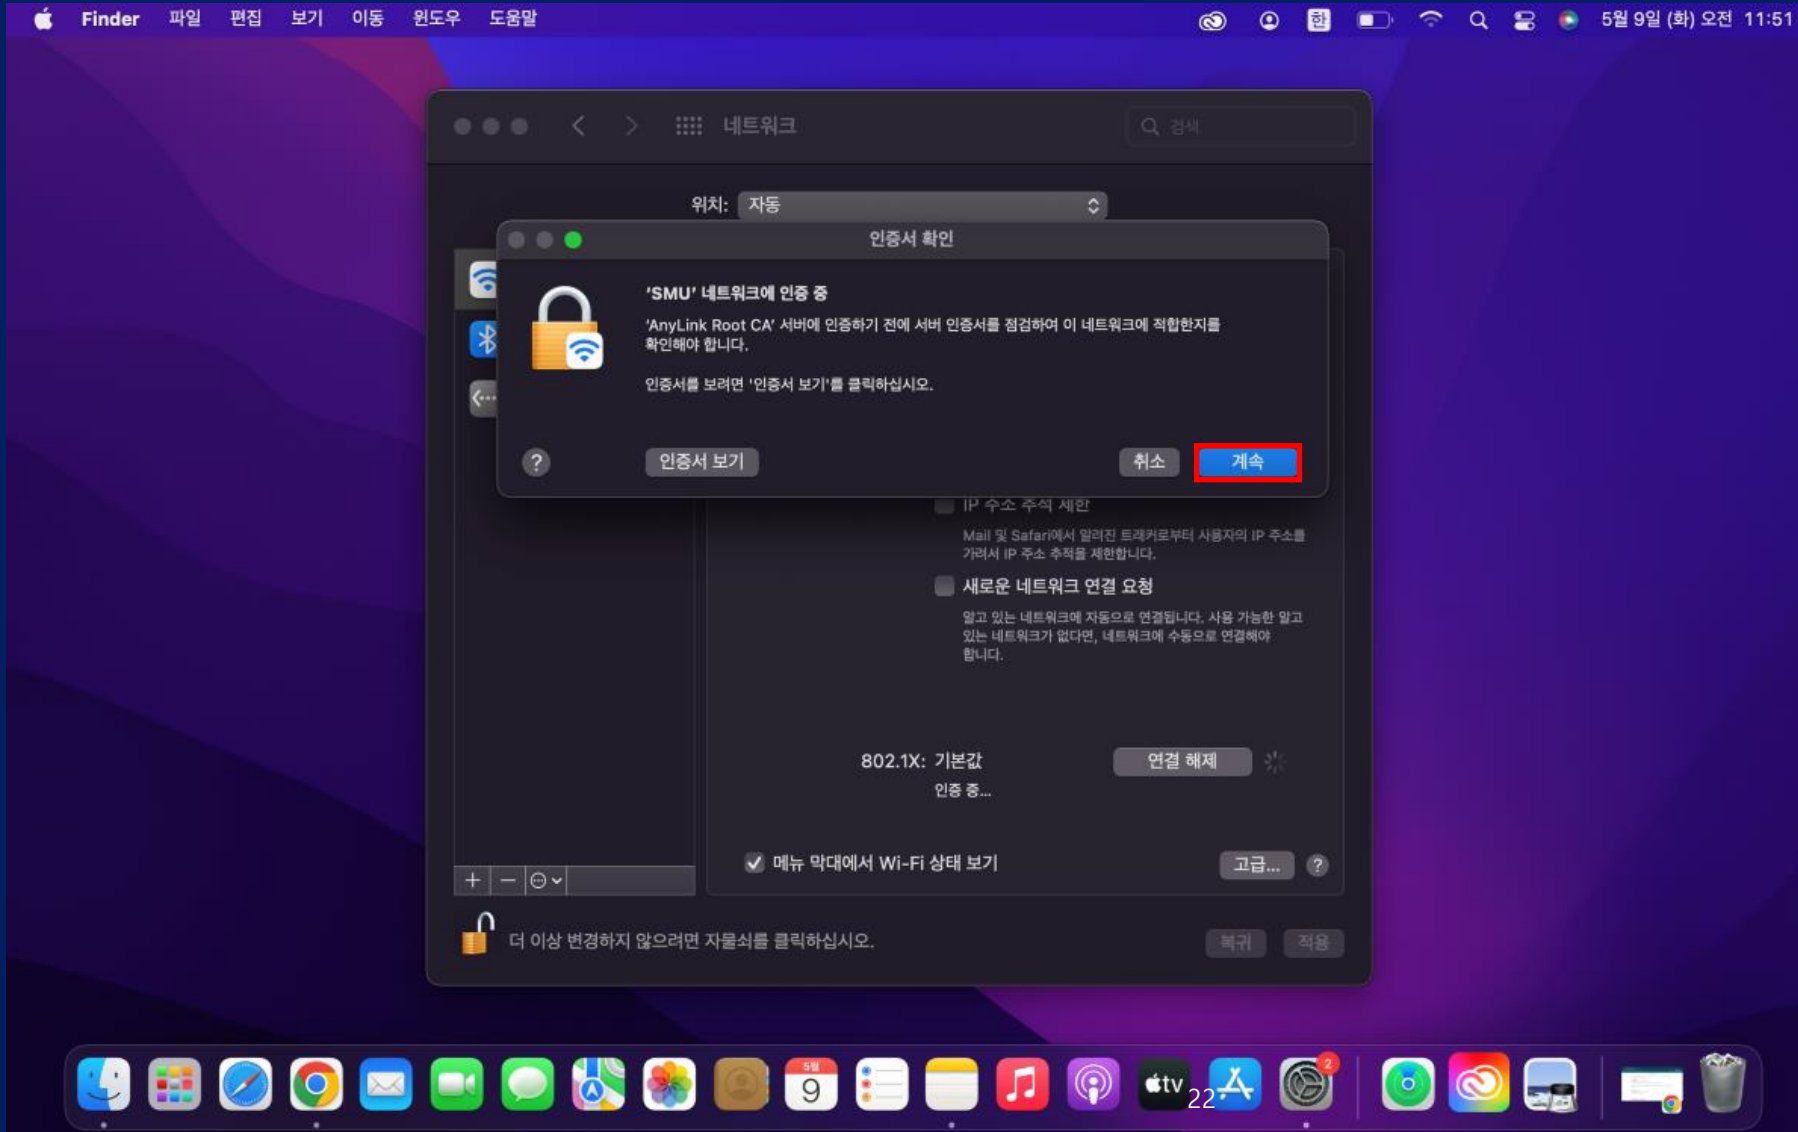 Finder 파일 편집 보기 이동 윈도우 도움말 한 5월 9일 (화) 오전 11:51
네트워크 검색
위치: 자동
인증서 확인
'SMU' 네트워크에 인증 중
'AnyLink Root CA' 서버에 인증하기 전에 서버 인증서를 점검하여 이 네트워크에 적합한지를
확인해야 합니다.
인증서를 보려면 '인증서 보기'를 클릭하십시오.
? 인증서 보기 취소 계속
IP 주소 추적 제한
Mail 및 Safari에서 알려진 트래커로부터 사용자의 IP 주소를
가려서 IP 주소 추적을 제한합니다.
새로운 네트워크 연결 요청
알고 있는 네트워크에 자동으로 연결됩니다. 사용 가능한 알고
있는 네트워크가 없다면, 네트워크에 수동으로 연결해야
합니다.
802.1X: 기본값 연결 해제
인증 중...
메뉴 막대에서 Wi-Fi 상태 보기 고급... ?
더 이상 변경하지 않으려면 자물쇠를 클릭하십시오. 복귀 적용
5월
9
tv
22
2